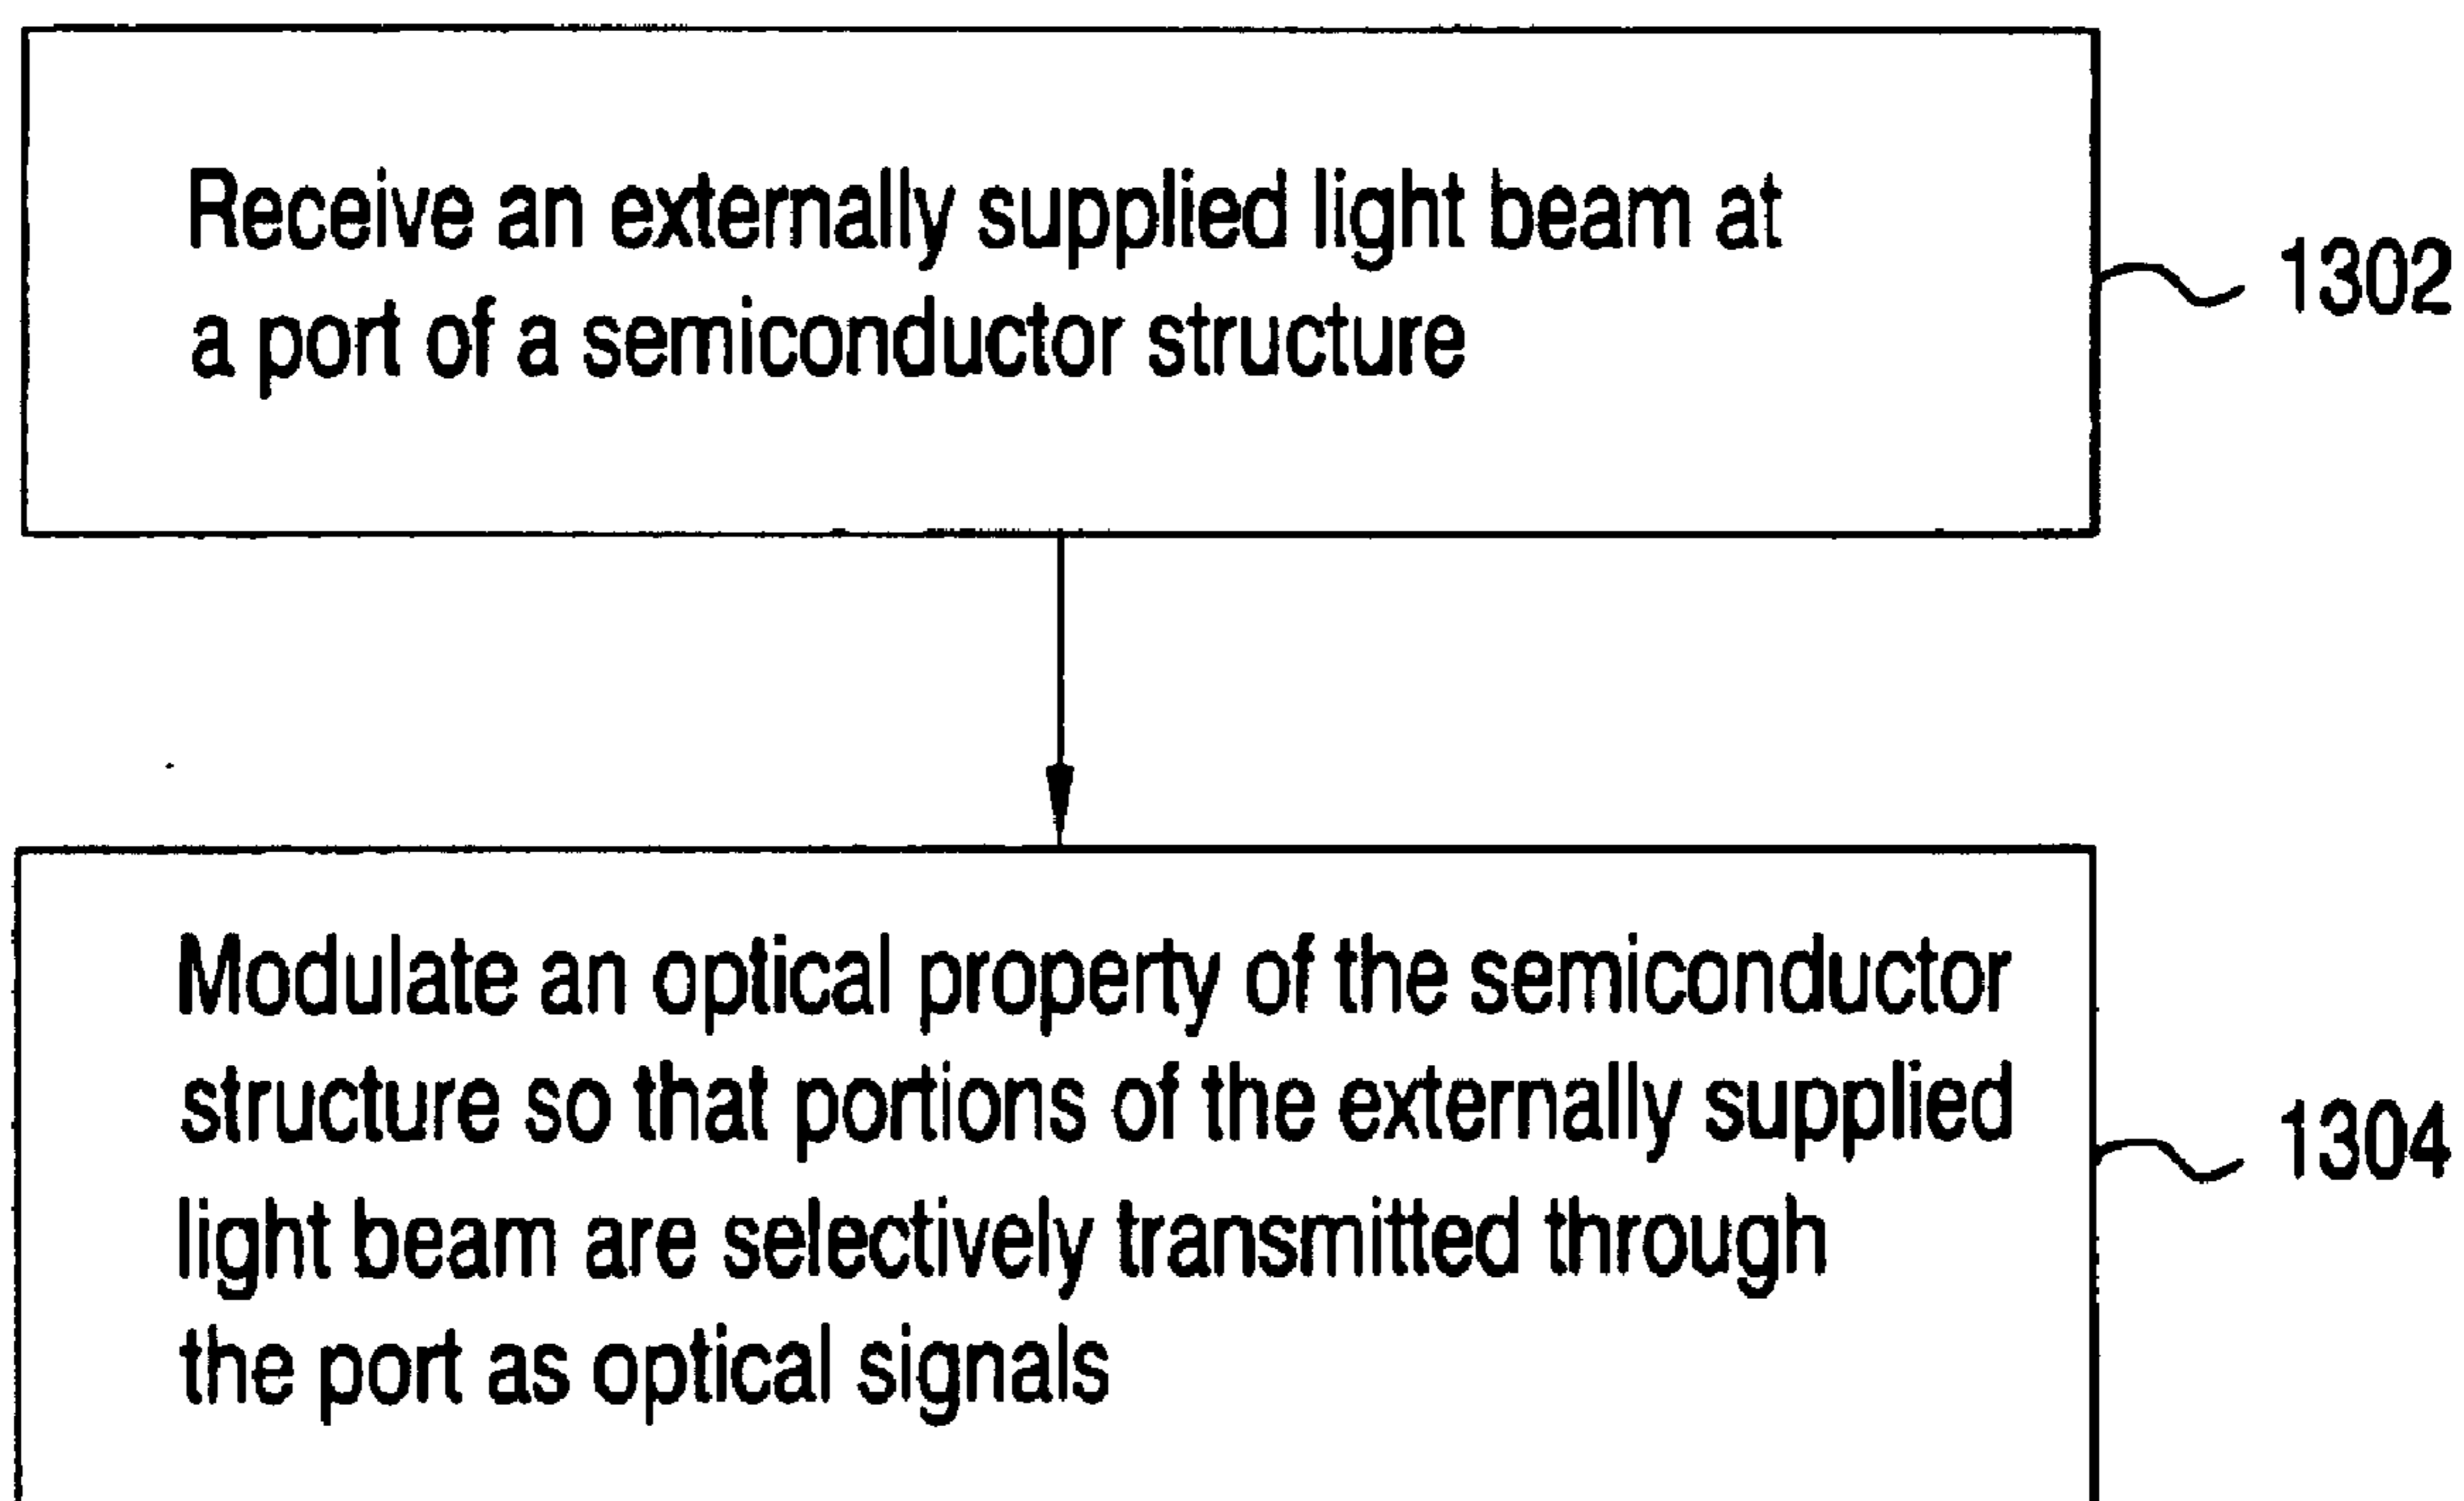 Receive an externally supplied light beam at
a port of a semiconductor structure
1302
Modulate an optical property of the semiconductor
structure so that portions of the externally supplied
light beam are selectively transmitted through
the port as optical signals
1304